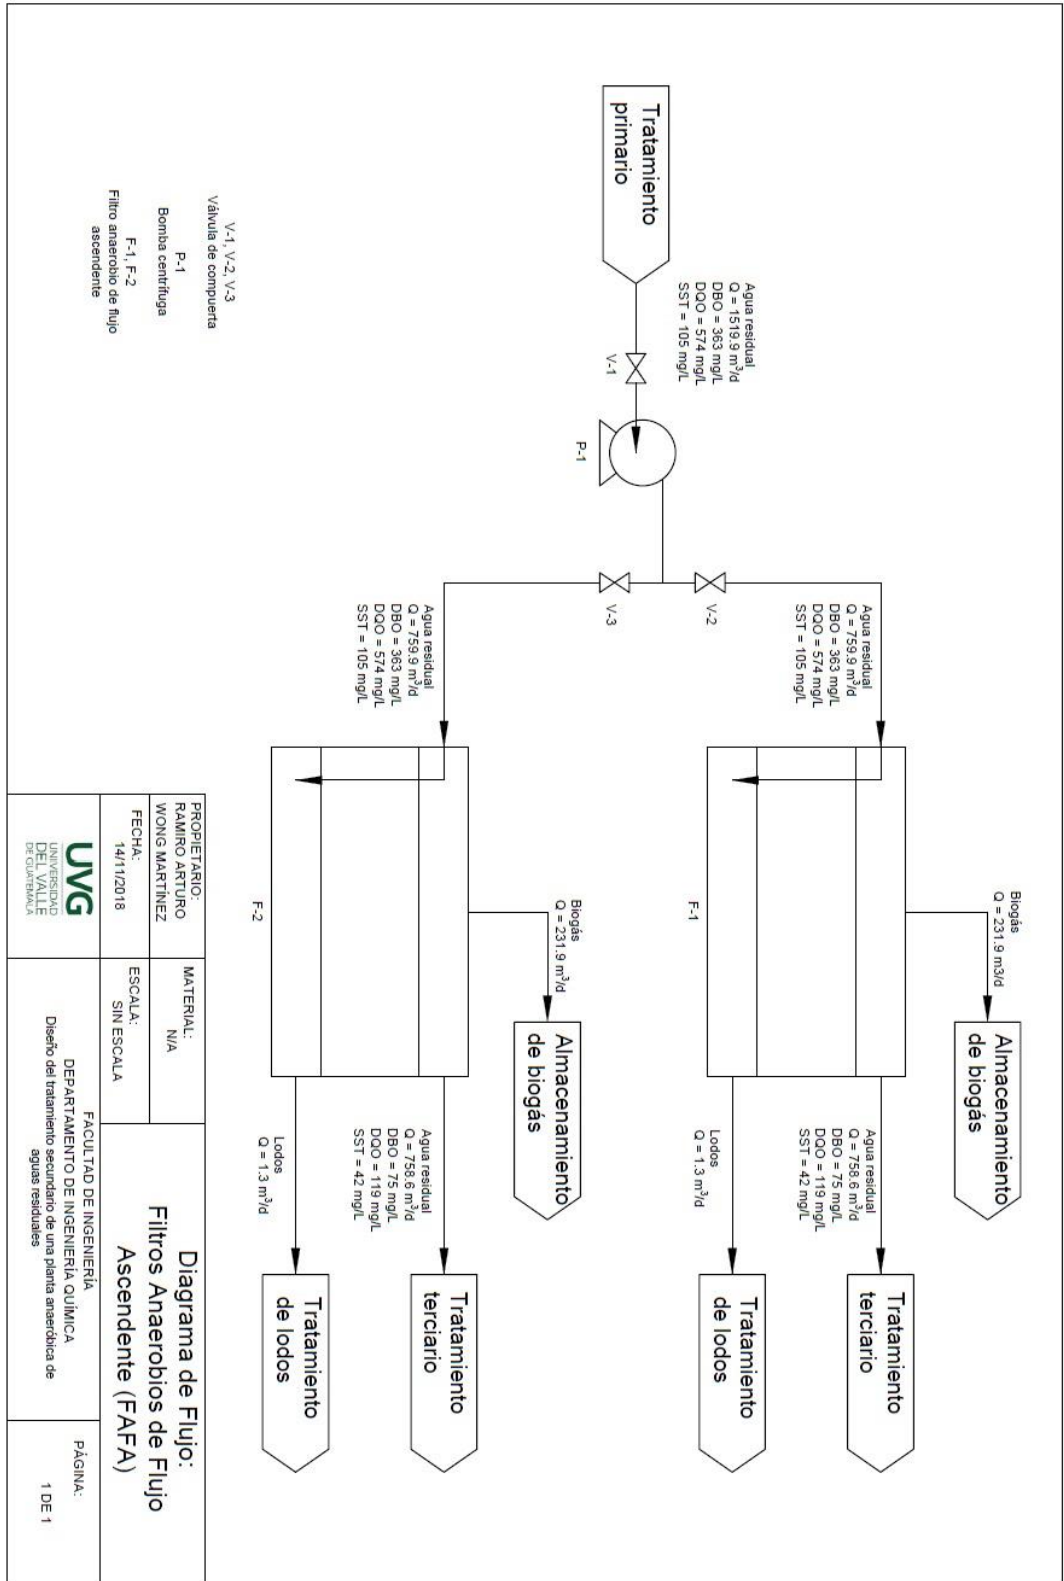 Tratamiento
primario
Agua residual
Q = 1519.9 m³/d
DBO = 363 mg/L
DQO = 574 mg/L
SST = 105 mg/L
V-1
P-1
V-2
V-3
Agua residual
Q = 759.9 m³/d
DBO = 363 mg/L
DQO = 574 mg/L
SST = 105 mg/L
F-1
Biogás
Q = 231.9 m3/d
Almacenamiento
de biogás
Agua residual
Q = 758.6 m³/d
DBO = 75 mg/L
DQO = 119 mg/L
SST = 42 mg/L
Tratamiento
terciario
Lodos
Q = 1.3 m³/d
Tratamiento
de lodos
Agua residual
Q = 759.9 m³/d
DBO = 363 mg/L
DQO = 574 mg/L
SST = 105 mg/L
F-2
Biogás
Q = 231.9 m³/d
Almacenamiento
de biogás
Agua residual
Q = 758.6 m³/d
DBO = 75 mg/L
DQO = 119 mg/L
SST = 42 mg/L
Tratamiento
terciario
Lodos
Q = 1.3 m³/d
Tratamiento
de lodos
V-1, V-2, V-3
Válvula de compuerta
P-1
Bomba centrífuga
F-1, F-2
Filtro anaerobio de flujo
ascendente
PROPIETARIO:
RAMIRO ARTURO
WONG MARTÍNEZ
MATERIAL:
N/A
FECHA:
14/11/2018
ESCALA:
SIN ESCALA
Diagrama de Flujo:
Filtros Anaerobios de Flujo
Ascendente (FAFA)
UVG
UNIVERSIDAD
DEL VALLE
DE GUATEMALA
FACULTAD DE INGENIERÍA
DEPARTAMENTO DE INGENIERÍA QUÍMICA
Diseño del tratamiento secundario de una planta anaeróbica de
aguas residuales
PÁGINA:
1 DE 1